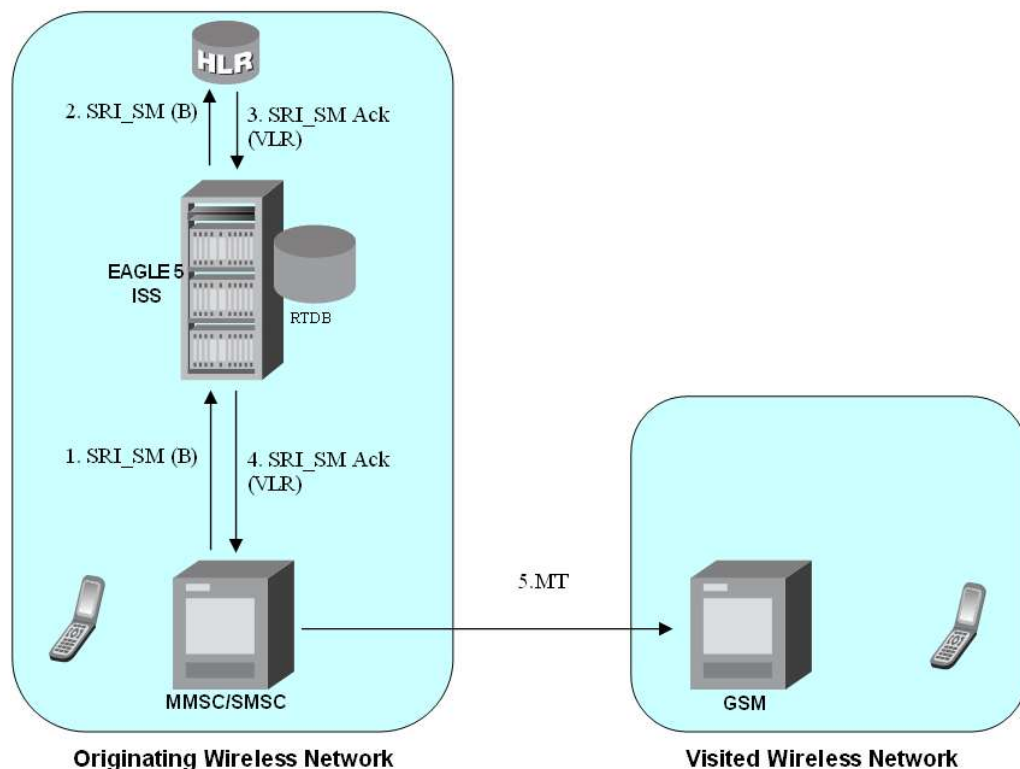 HLR
2. SRI_SM (B)
3. SRI_SM Ack
(VLR)
EAGLE 5
ISS
RTDB
1. SRI_SM (B)
4. SRI_SM Ack
(VLR)
5.MT
MMSC/SMSC
GSM
Originating Wireless Network
Visited Wireless Network